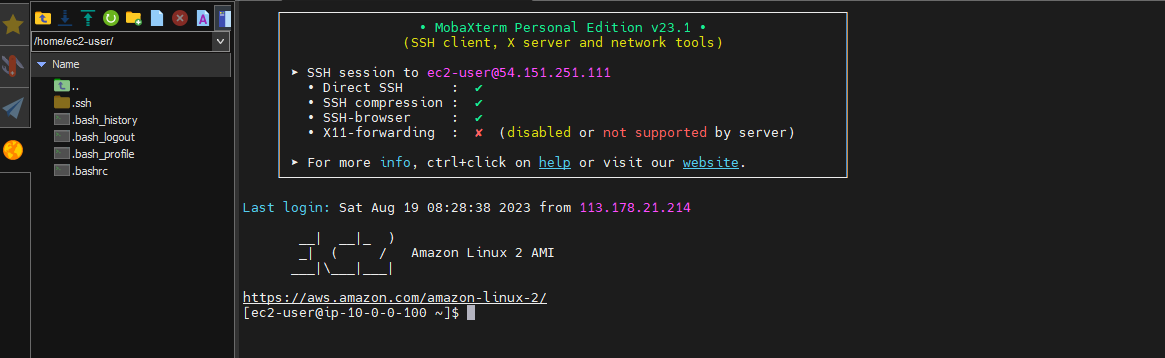 /home/ec2-user/
Name
..
.ssh
.bash_history
.bash_logout
.bash_profile
.bashrc
• MobaXterm Personal Edition v23.1 •
(SSH client, X server and network tools)
➤ SSH session to ec2-user@54.151.251.111
• Direct SSH      :  ✔
• SSH compression :  ✔
• SSH-browser     :  ✔
• X11-forwarding  :  ✘  (disabled or not supported by server)
➤ For more info, ctrl+click on help or visit our website.
Last login: Sat Aug 19 08:28:38 2023 from 113.178.21.214
       __|  __|_  )
       _|  (     /   Amazon Linux 2 AMI
      ___|\___|___|
https://aws.amazon.com/amazon-linux-2/
[ec2-user@ip-10-0-0-100 ~]$